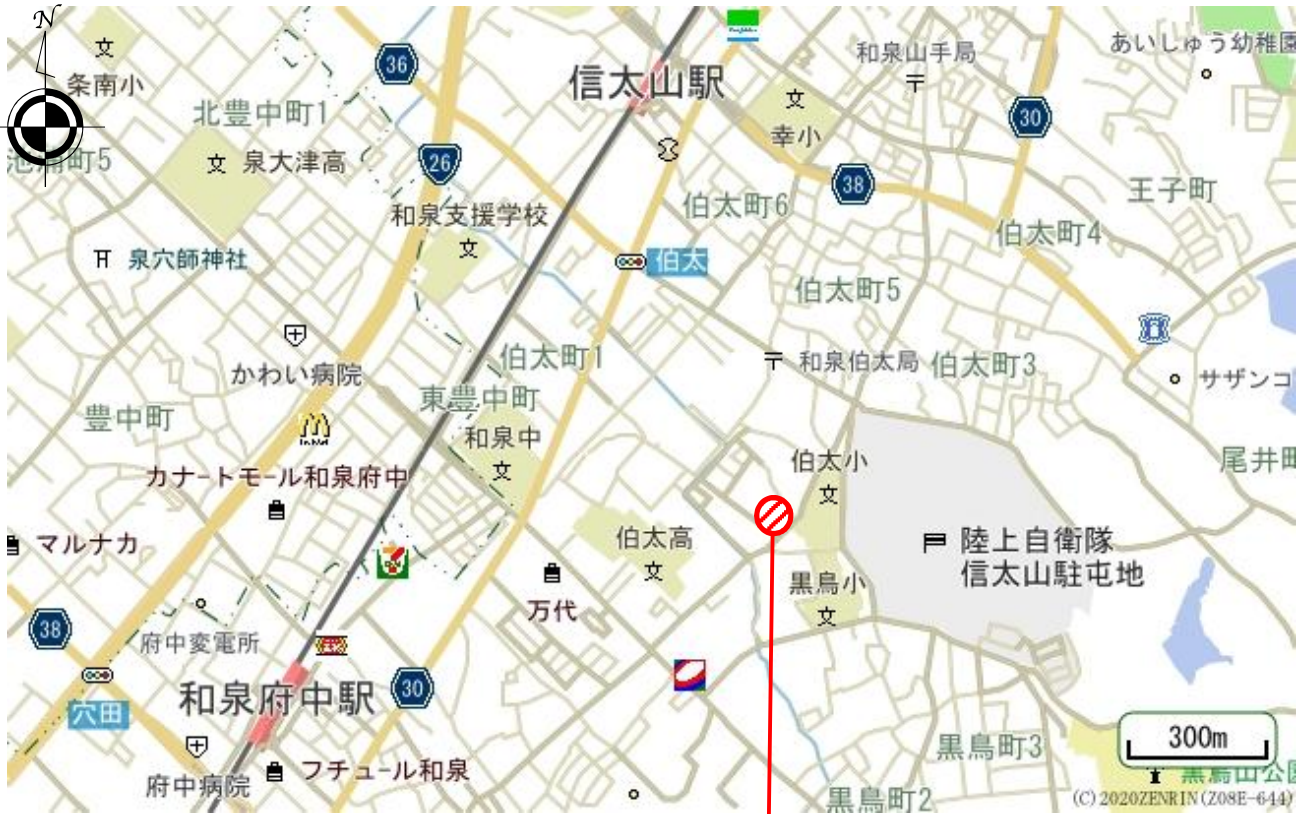 N
36
信太山駅
和泉山手局
あいしゅう幼稚園
条南小
北豊中町1
幸小
30
池浦町5
泉大津高
26
38
王子町
和泉支援学校
伯太町6
伯太町4
泉穴師神社
伯太
伯太町5
伯太町1
和泉伯太局
伯太町3
かわい病院
サザンコ
東豊中町
豊中町
和泉中
カナートモール和泉府中
伯太小
尾井町
マルナカ
伯太高
陸上自衛隊
信太山駐屯地
万代
黒鳥小
38
府中変電所
和泉府中駅
30
穴田
300m
黒鳥町3
府中病院
フチュール和泉
黒鳥山公園
黒鳥町2
(C)2020ZENRIN(Z08E-644)